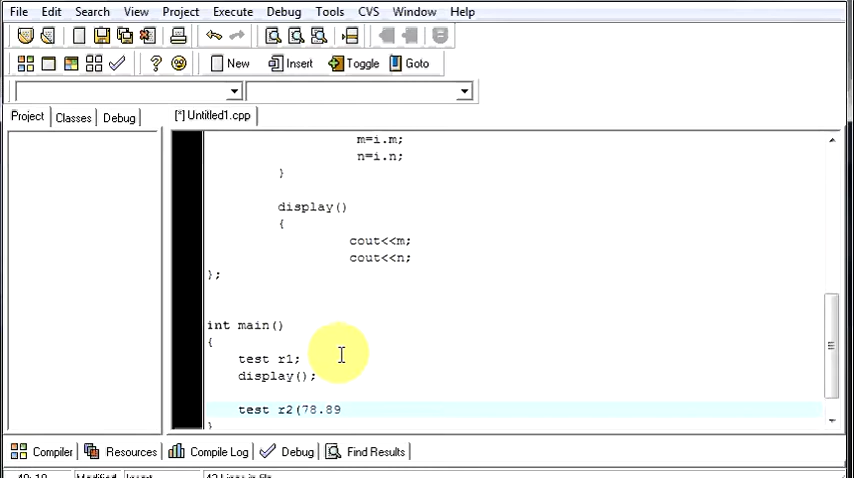 File Edit Search View Project Execute Debug Tools CVS Window Help
New Insert Toggle Goto
Project Classes Debug [*] Untitled1.cpp
m=i.m;
n=i.n;
}
display()
{
cout<<m;
cout<<n;
};
int main()
{
test r1;
display();
test r2(78.89
}
Compiler Resources Compile Log Debug Find Results